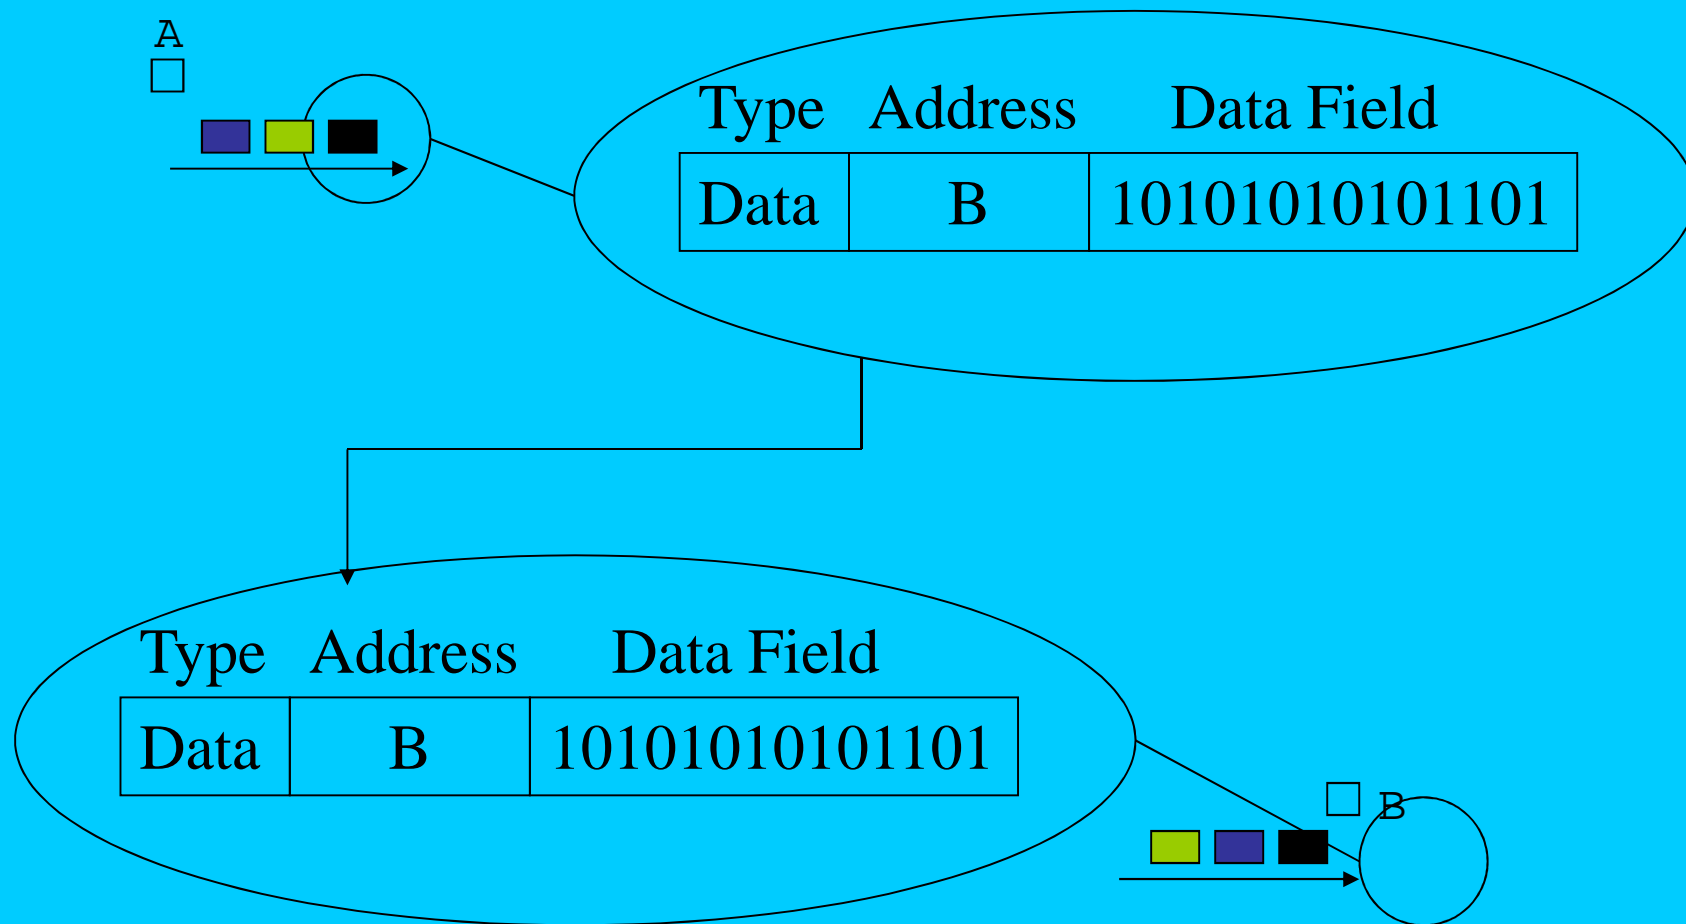 A
Type Address Data Field
Data B 10101010101101
Type Address Data Field
Data B 10101010101101
B